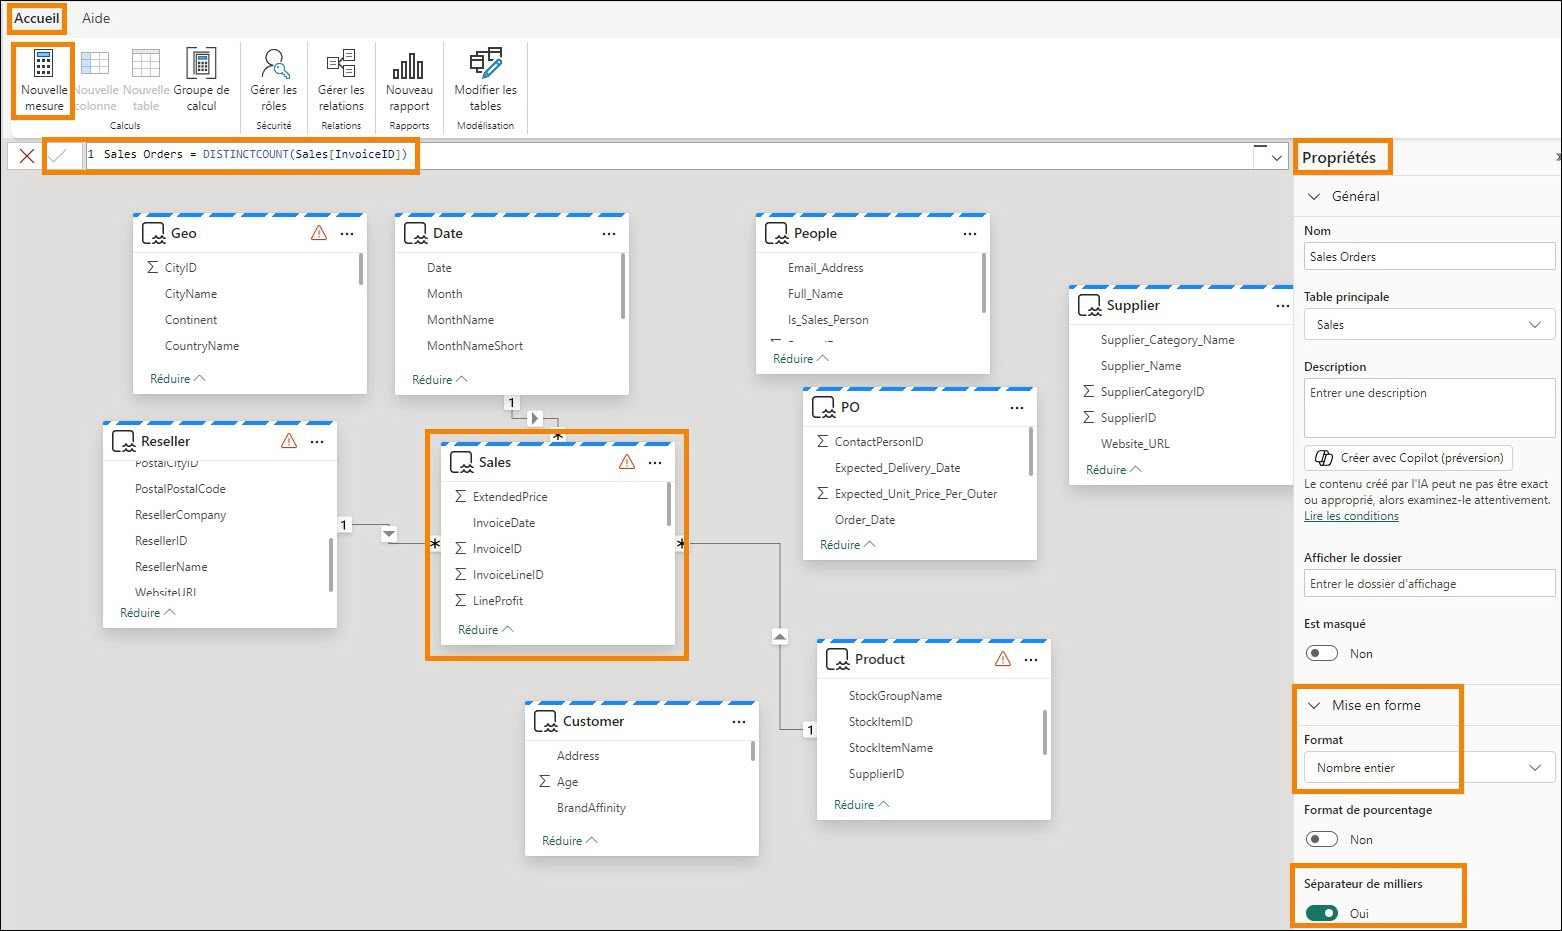 Accueil
Aide
Nouvelle mesure
Nouvelle colonne
Nouvelle table
Groupe de calcul
Calculs
Gérer les rôles
Sécurité
Gérer les relations
Relations
Nouveau rapport
Rapports
Modifier les tables
Modélisation
1 Sales Orders = DISTINCTCOUNT(Sales[InvoiceID])
Geo
CityID
CityName
Continent
CountryName
Réduire
Date
Date
Month
MonthName
MonthNameShort
Réduire
People
Email_Address
Full_Name
Is_Sales_Person
Réduire
Supplier
Supplier_Category_Name
Supplier_Name
SupplierCategoryID
SupplierID
Website_URL
Réduire
PO
ContactPersonID
Expected_Delivery_Date
Expected_Unit_Price_Per_Outer
Order_Date
Réduire
Reseller
PostalCityID
PostalPostalCode
ResellerCompany
ResellerID
ResellerName
WebsiteURL
Réduire
1
*
1
*
Sales
ExtendedPrice
InvoiceDate
InvoiceID
InvoiceLineID
LineProfit
Réduire
*
1
Product
StockGroupName
StockItemID
StockItemName
SupplierID
Réduire
Customer
Address
Age
BrandAffinity
Réduire
Propriétés
Général
Nom
Sales Orders
Table principale
Sales
Description
Entrer une description
Créer avec Copilot (préversion)
Le contenu créé par l'IA peut ne pas être exact
ou approprié, alors examinez-le attentivement.
Lire les conditions
Afficher le dossier
Entrer le dossier d'affichage
Est masqué
Non
Mise en forme
Format
Nombre entier
Format de pourcentage
Non
Séparateur de milliers
Oui